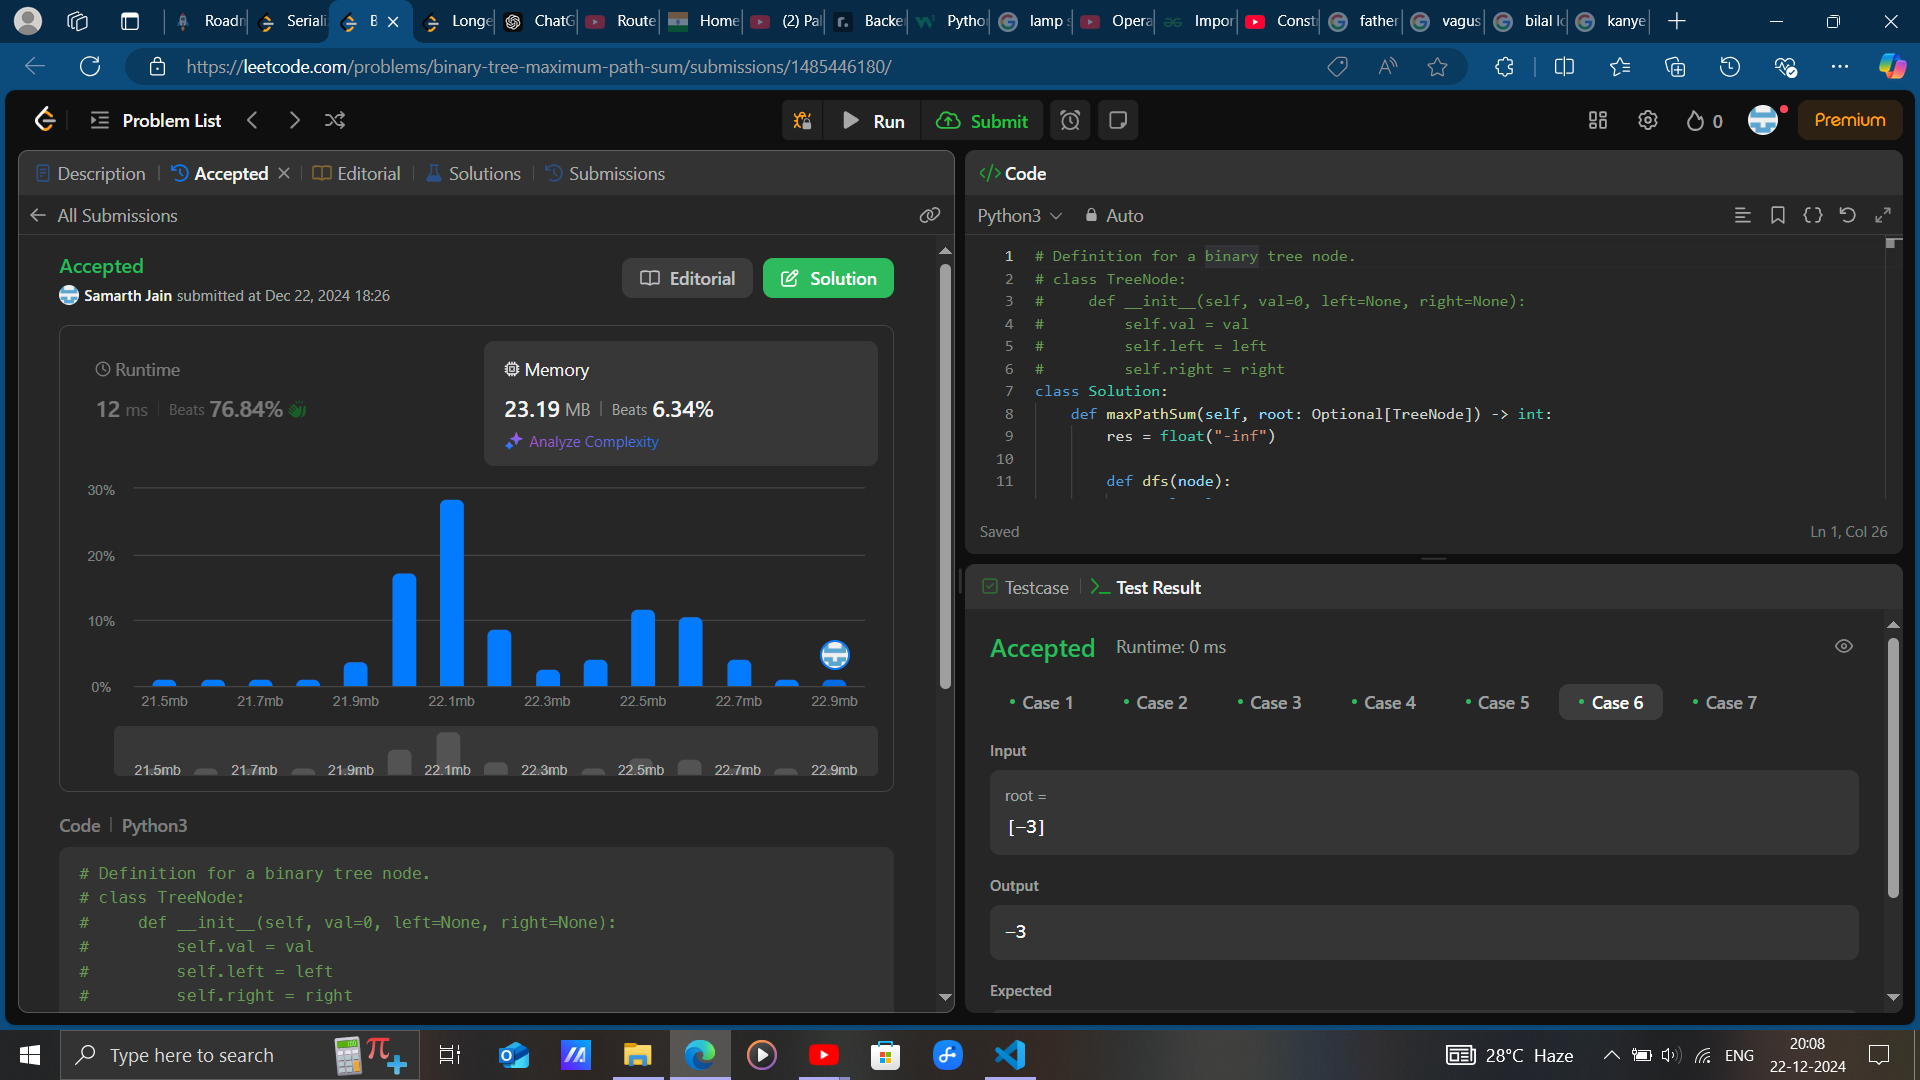 Roadn
Seriali
B
Longe
ChatG
Route
Home
(2) Pal
Backe
Pytho
lamp s
Opera
Impor
Constr
father
vagus
bilal lo
kanye
https://leetcode.com/problems/binary-tree-maximum-path-sum/submissions/1485446180/
Problem List
Run
Submit
0
Premium
Description
Accepted
Editorial
Solutions
Submissions
All Submissions
Accepted
Samarth Jain submitted at Dec 22, 2024 18:26
Editorial
Solution
Runtime
12 ms | Beats 76.84%
Memory
23.19 MB | Beats 6.34%
Analyze Complexity
30%
20%
10%
0%
21.5mb 21.7mb 21.9mb 22.1mb 22.3mb 22.5mb 22.7mb 22.9mb
21.5mb 21.7mb 21.9mb 22.1mb 22.3mb 22.5mb 22.7mb 22.9mb
Code | Python3
# Definition for a binary tree node.
# class TreeNode:
#     def __init__(self, val=0, left=None, right=None):
#         self.val = val
#         self.left = left
#         self.right = right
</> Code
Python3
Auto
1 # Definition for a binary tree node.
2 # class TreeNode:
3 #     def __init__(self, val=0, left=None, right=None):
4 #         self.val = val
5 #         self.left = left
6 #         self.right = right
7 class Solution:
8     def maxPathSum(self, root: Optional[TreeNode]) -> int:
9         res = float("-inf")
10
11         def dfs(node):
Saved
Ln 1, Col 26
Testcase
Test Result
Accepted
Runtime: 0 ms
Case 1
Case 2
Case 3
Case 4
Case 5
Case 6
Case 7
Input
root =
[-3]
Output
-3
Expected
Type here to search
28°C Haze
ENG
20:08
22-12-2024